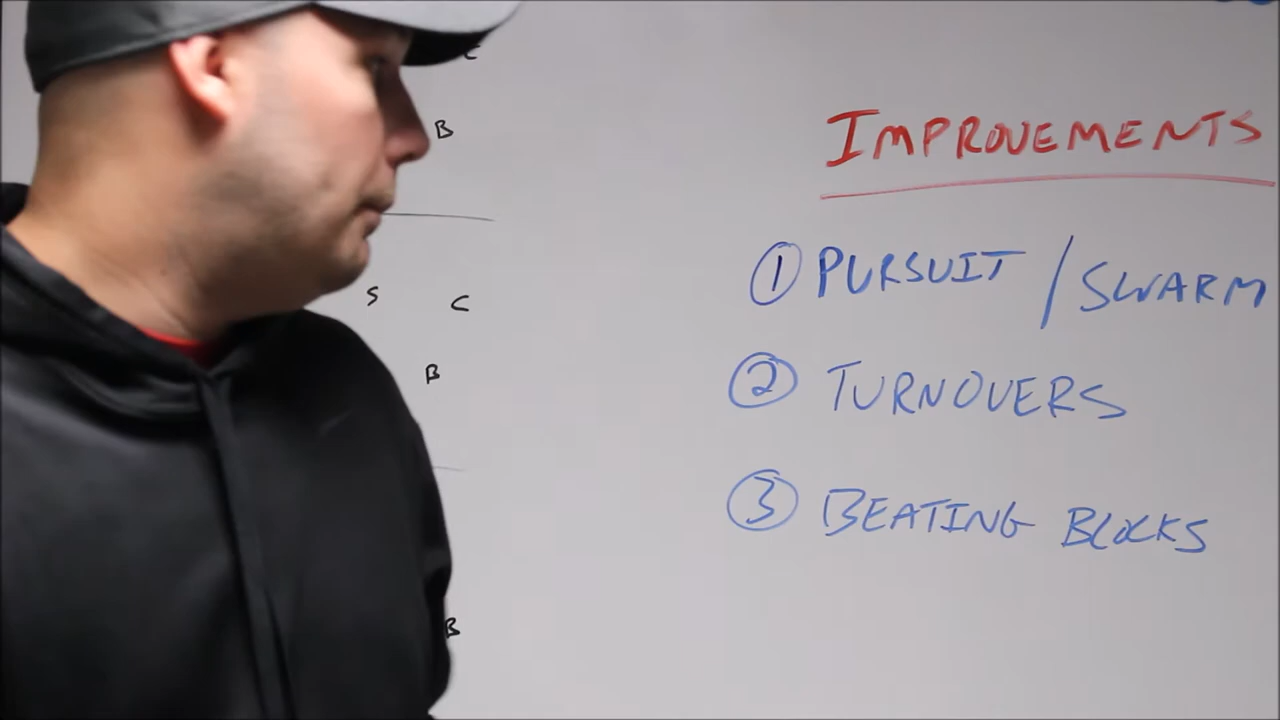 C
B
IMPROVEMENTS
① PURSUIT / SWARM
S C
B
② TURNOVERS
③ BEATING BLOCKS
B